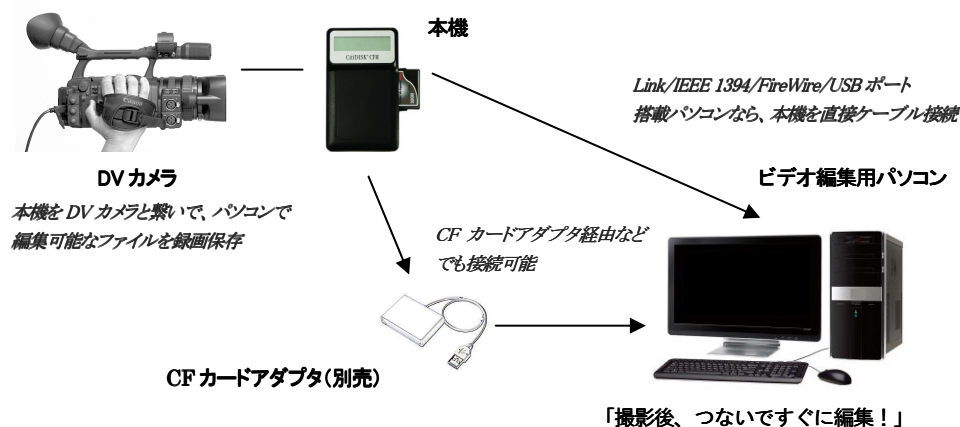 本機
CitiDISK® CFR
Canon
Link/IEEE 1394/FireWire/USB ポート
搭載パソコンなら、本機を直接ケーブル接続
DV カメラ
ビデオ編集用パソコン
本機を DV カメラと繋いで、パソコンで
編集可能なファイルを録画保存
CF カードアダプタ経由など
でも接続可能
CF カードアダプタ(別売)
「撮影後、つないですぐに編集!」